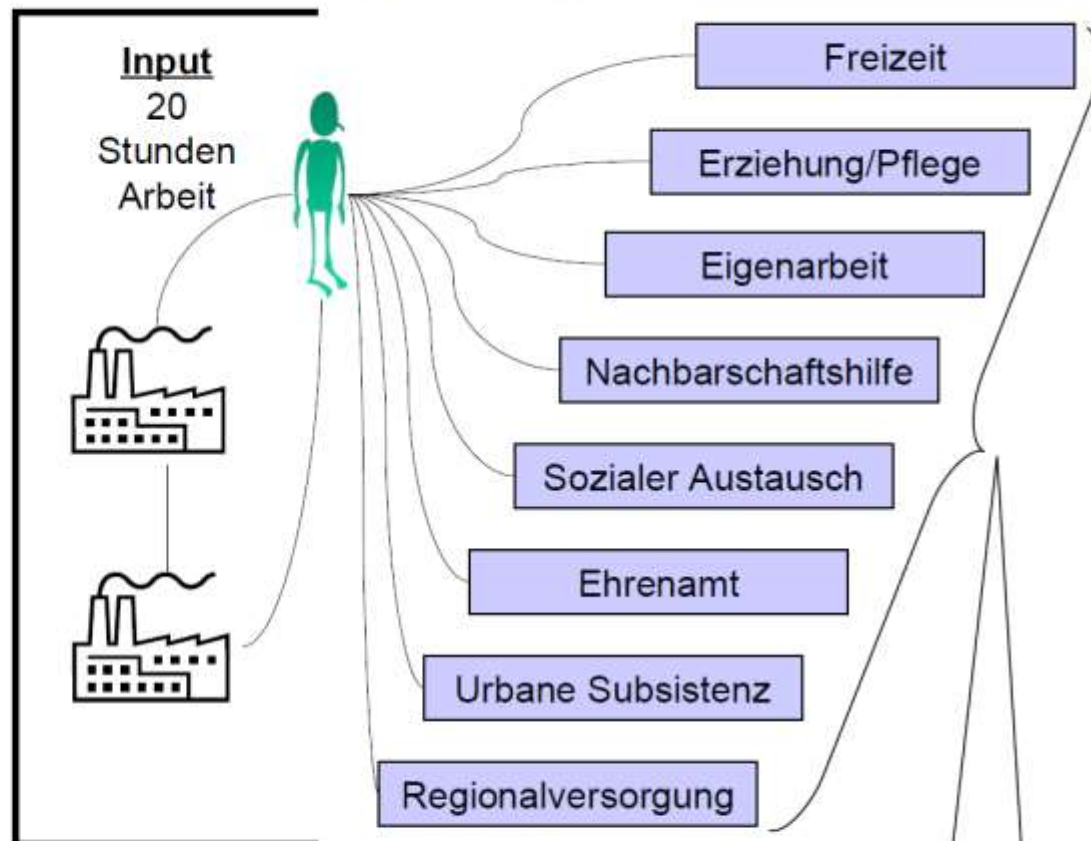 Input
20
Stunden
Arbeit
Freizeit
Erziehung/Pflege
Eigenarbeit
Nachbarschaftshilfe
Sozialer Austausch
Ehrenamt
Urbane Subsistenz
Regionalversorgung